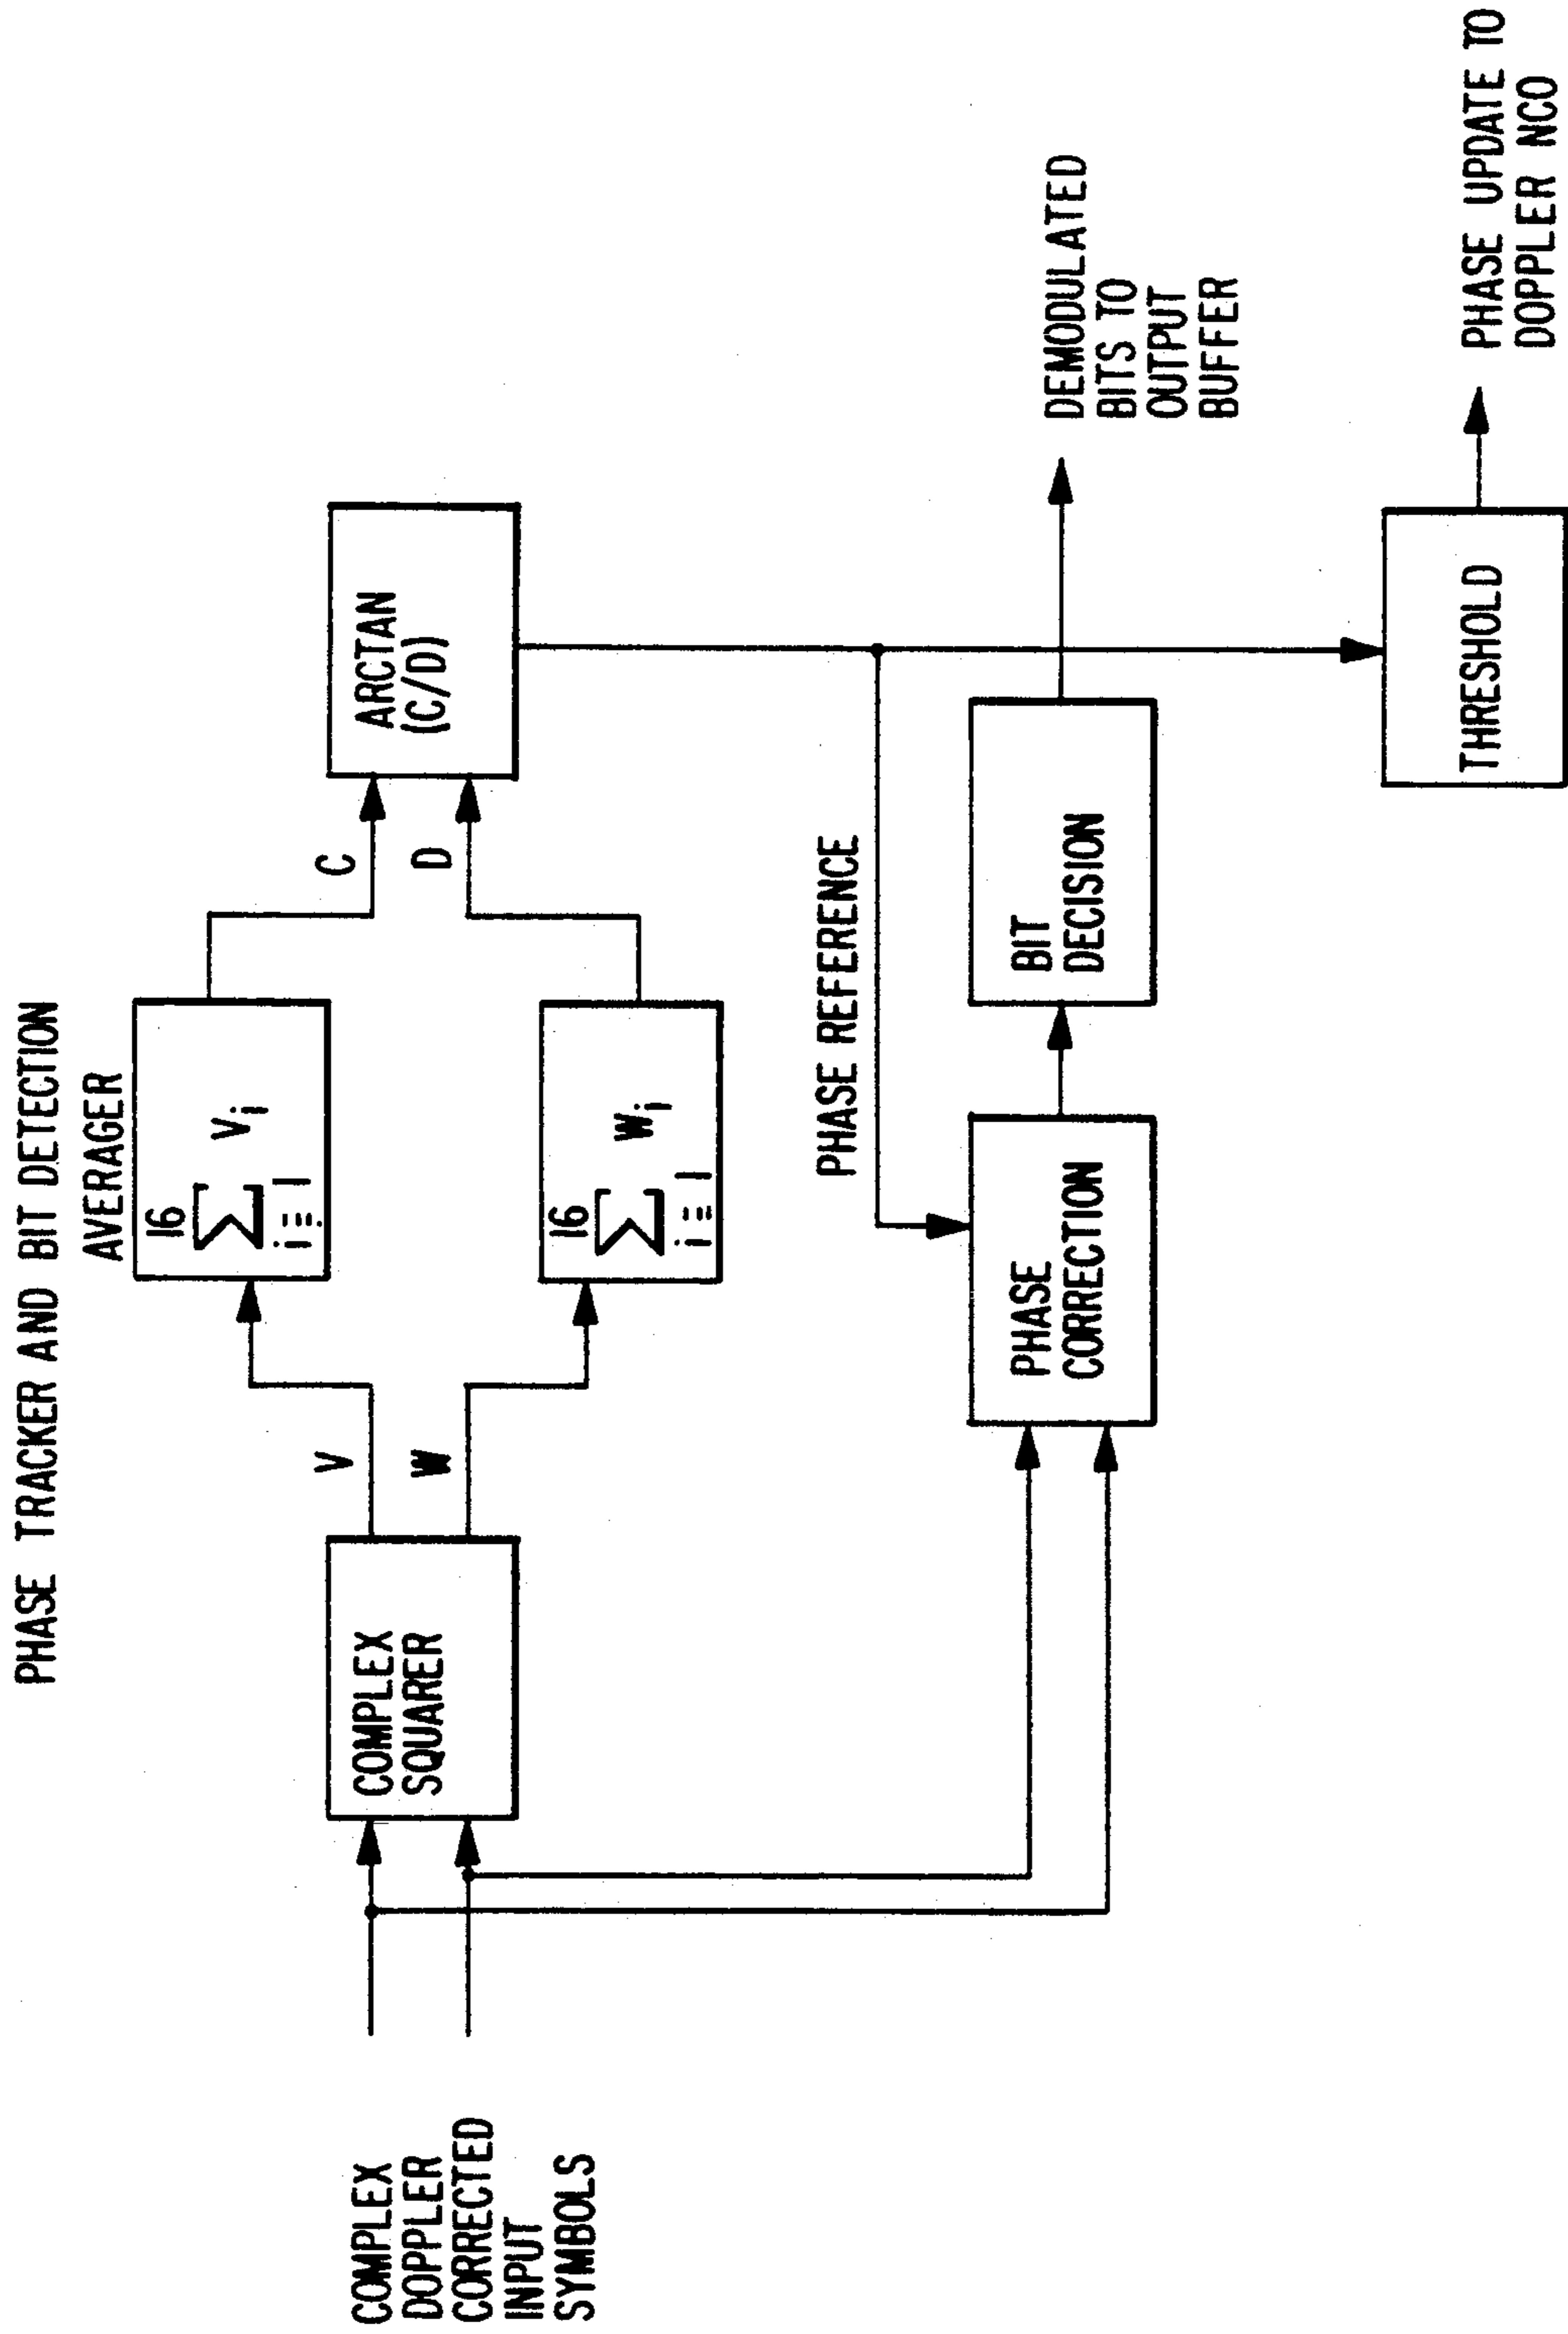 PHASE TRACKER AND BIT DETECTION
AVERAGER
COMPLEX
DOPPLER
CORRECTED
INPUT
SYMBOLS
COMPLEX
SQUARER
V
W
16
∑ V_i
i = 1
16
∑ W_i
i = 1
C
D
ARCTAN
(C/D)
PHASE REFERENCE
PHASE
CORRECTION
BIT
DECISION
DEMODULATED
BITS TO
OUTPUT
BUFFER
THRESHOLD
PHASE UPDATE TO
DOPPLER NCO